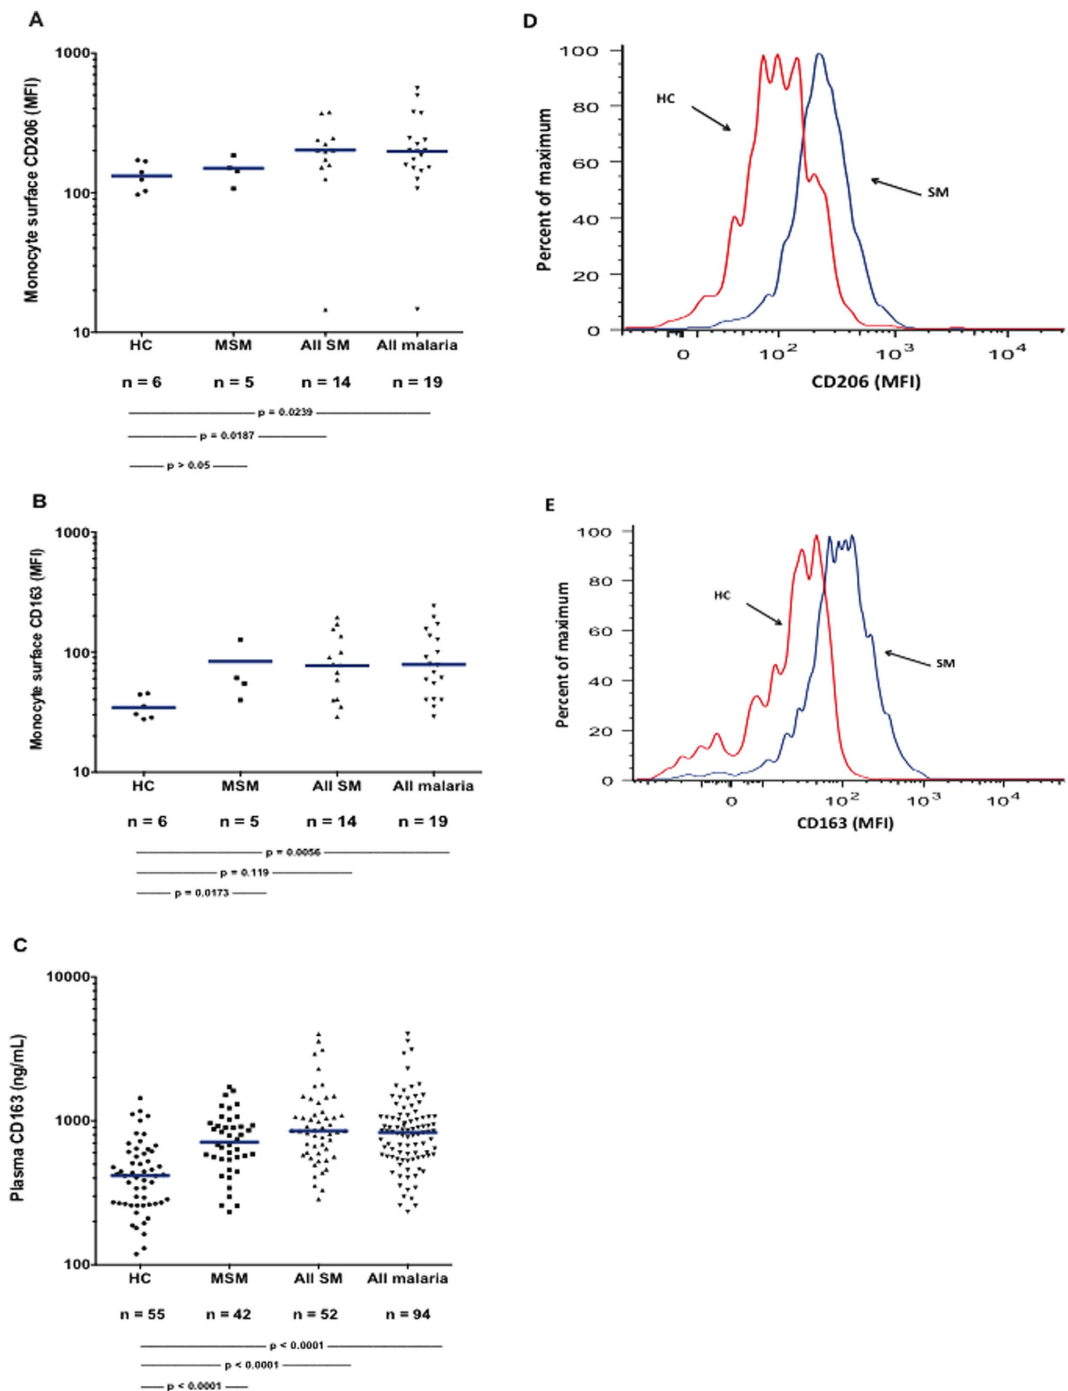 A
Monocyte surface CD206 (MFI)
1000
100
10
HC MSM All SM All malaria
n = 6 n = 5 n = 14 n = 19
p = 0.0239
p = 0.0187
p > 0.05
B
Monocyte surface CD163 (MFI)
1000
100
10
HC MSM All SM All malaria
n = 6 n = 5 n = 14 n = 19
p = 0.0056
p = 0.119
p = 0.0173
C
Plasma CD163 (ng/mL)
10000
1000
100
HC MSM All SM All malaria
n = 55 n = 42 n = 52 n = 94
p < 0.0001
p < 0.0001
p < 0.0001
D
Percent of maximum
100
80
60
40
20
0
HC
SM
0 10² 10³ 10⁴
CD206 (MFI)
E
Percent of maximum
100
80
60
40
20
0
HC
SM
0 10² 10³ 10⁴
CD163 (MFI)